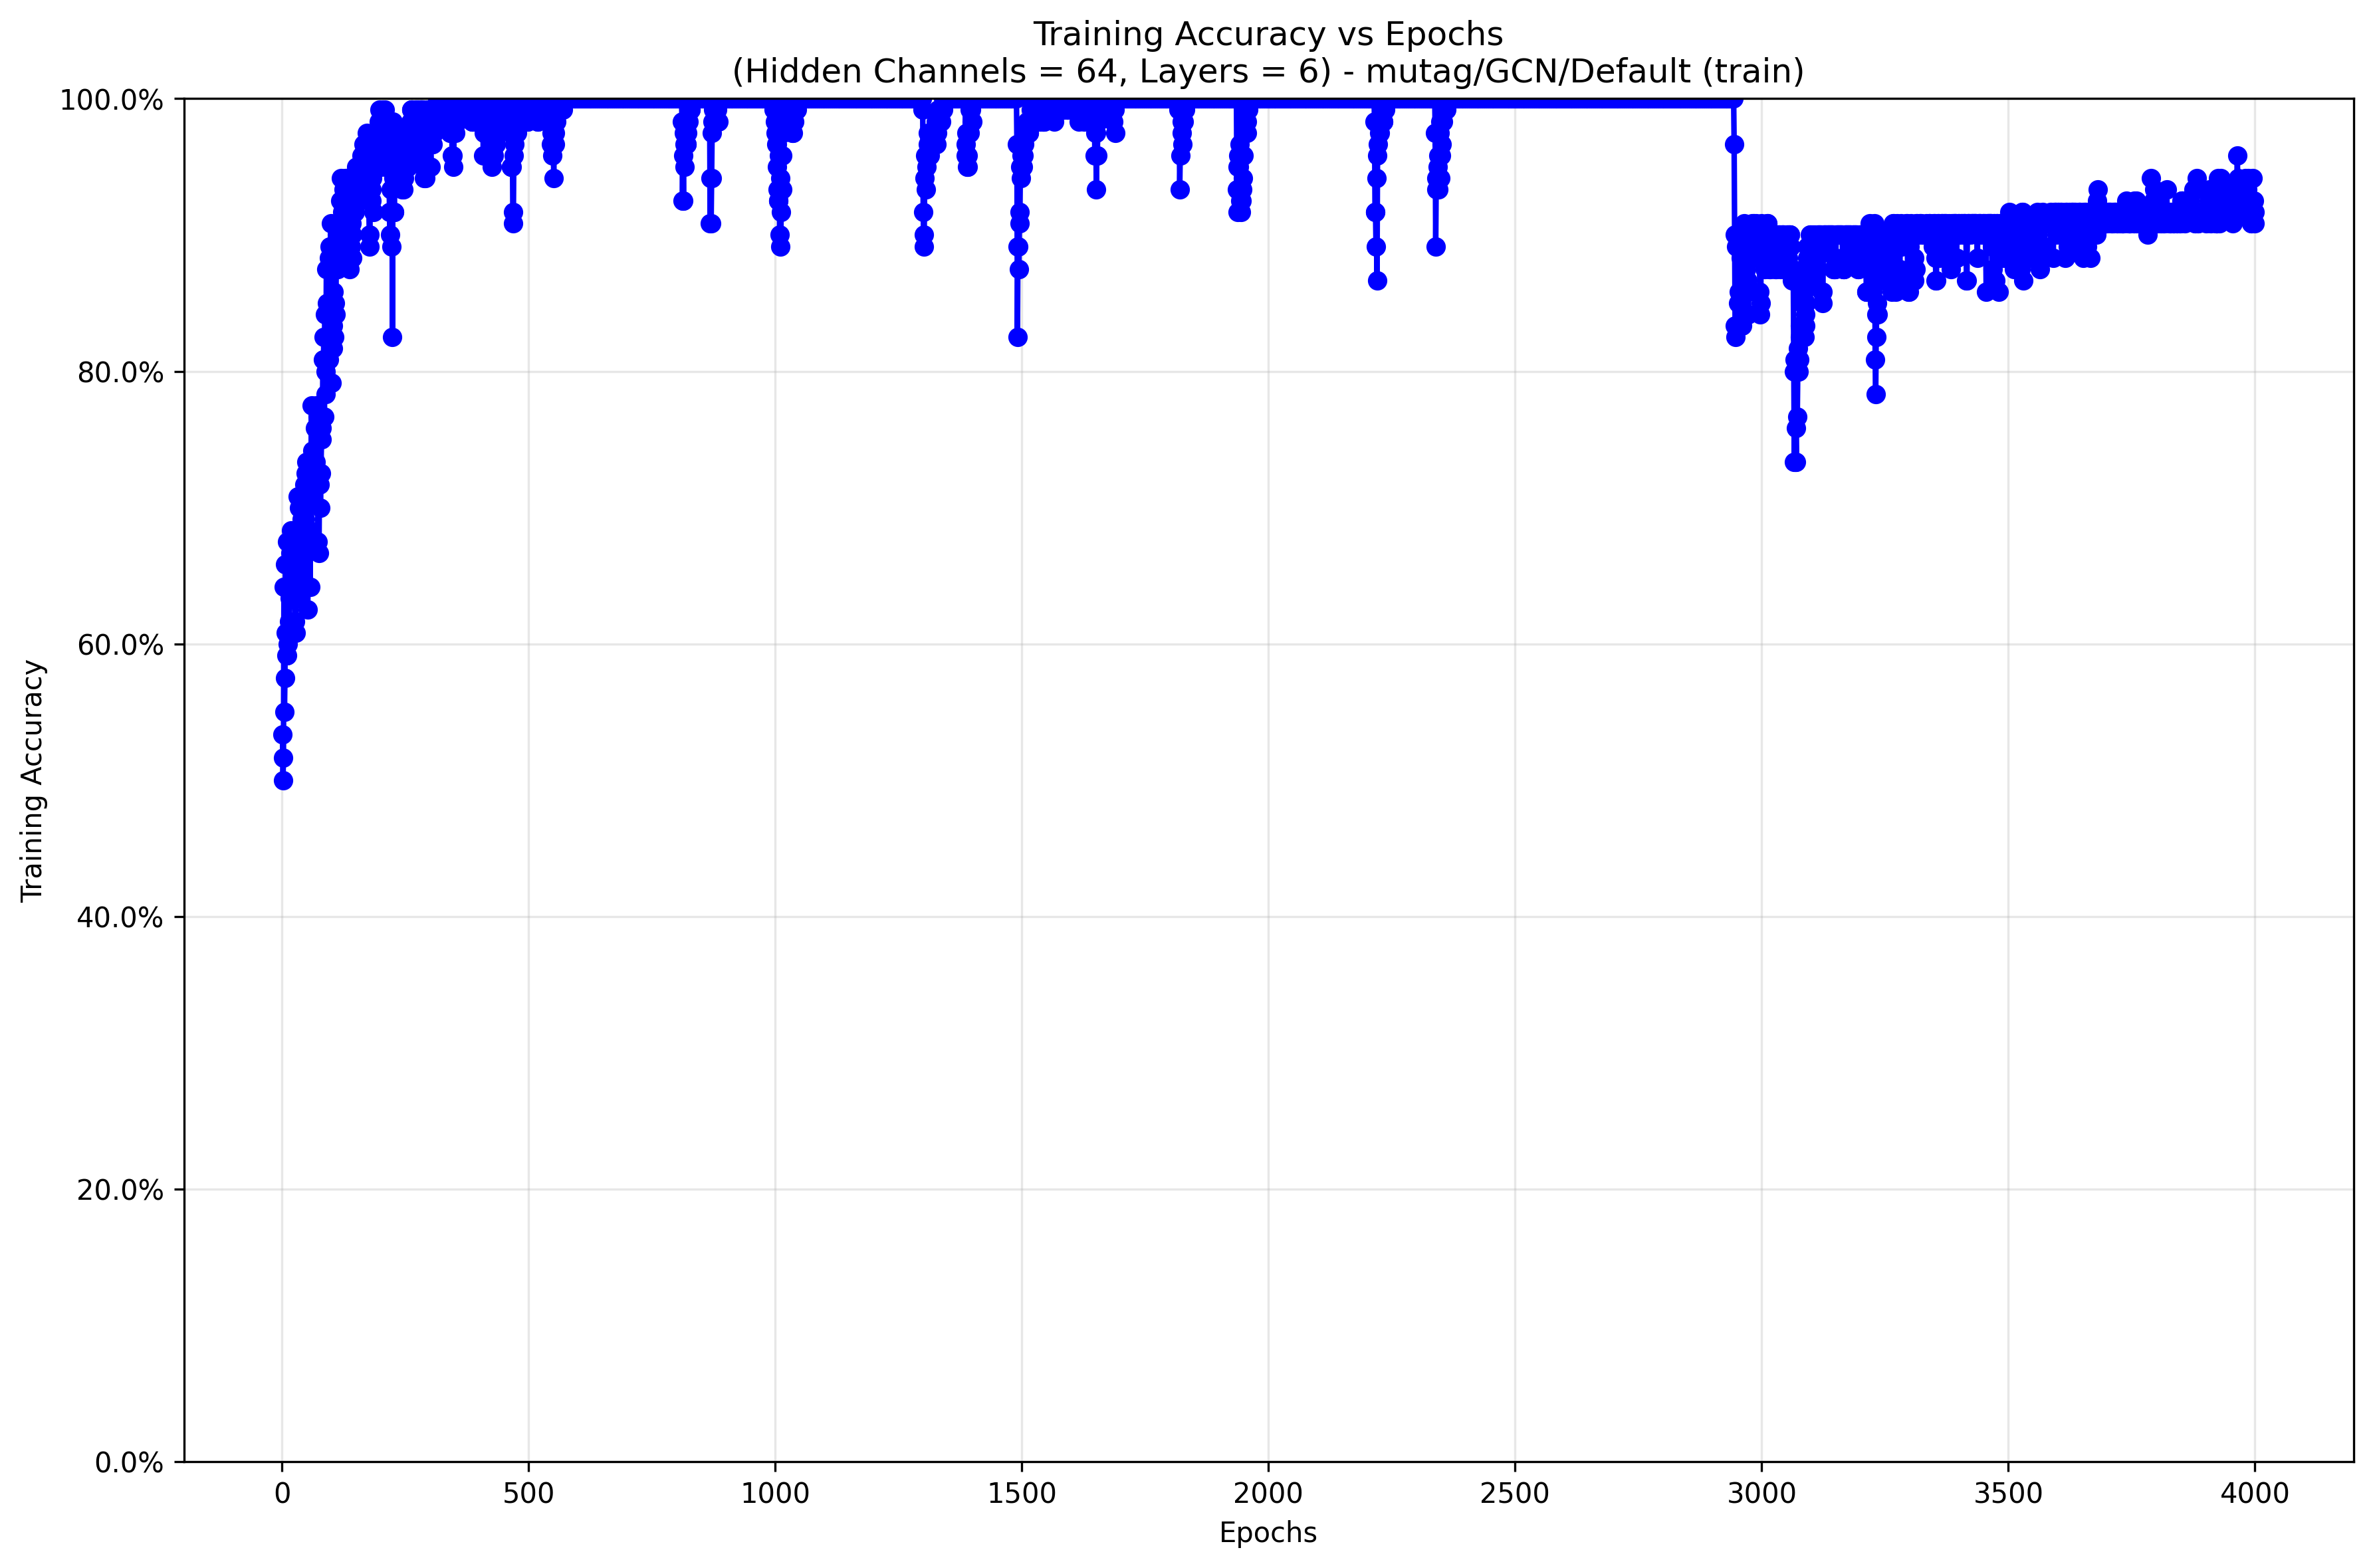 Training Accuracy vs Epochs
(Hidden Channels = 64, Layers = 6) - mutag/GCN/Default (train)
100.0%
80.0%
60.0%
40.0%
20.0%
0.0%
Training Accuracy
0 500 1000 1500 2000 2500 3000 3500 4000
Epochs